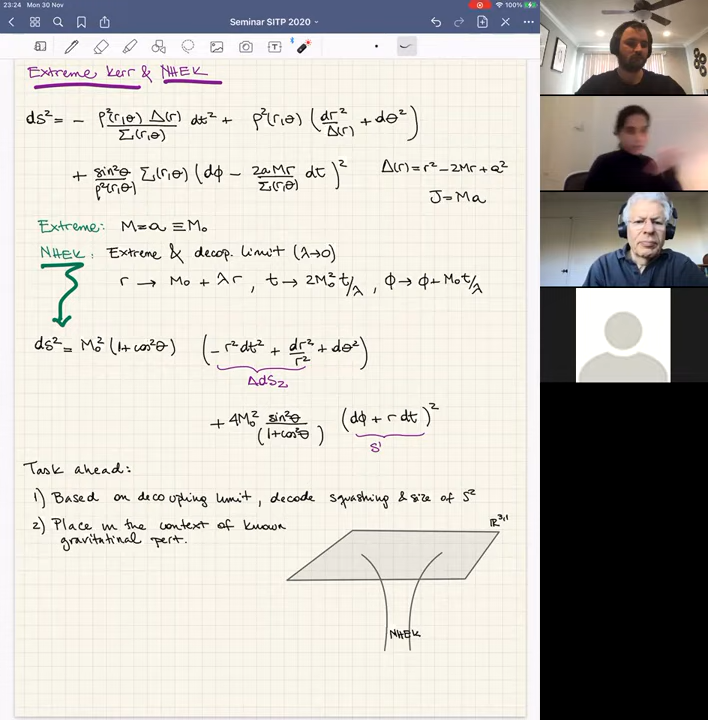 23:24 Mon 30 Nov
100%
Seminar SITP 2020
Extreme Kerr & NHEK
ds² = - ρ²(r,θ) Δ(r) / Σ(r,θ) dt² + ρ²(r,θ) ( dr² / Δ(r) + dθ² )
+ sin²θ / ρ²(r,θ) Σ(r,θ) ( dϕ - 2aMr / Σ(r,θ) dt )² Δ(r) = r² - 2Mr + a²
J = Ma
Extreme: M = a ≡ M₀
NHEK: Extreme & decop. limit (λ→0)
r → M₀ + λr , t → 2M₀² t/λ , ϕ → ϕ + M₀t/λ
ds² = M₀² (1+cos²θ) ( - r²dt² + dr²/r² + dθ² )
AdS₂
+ 4M₀² sin²θ / (1+cos²θ) (dϕ + r dt)²
S¹
Task ahead:
1) Based on decoupling limit, decode squashing & size of S²
2) Place in the context of known
gravitatinal pert.
ℝ³,¹
NHEK